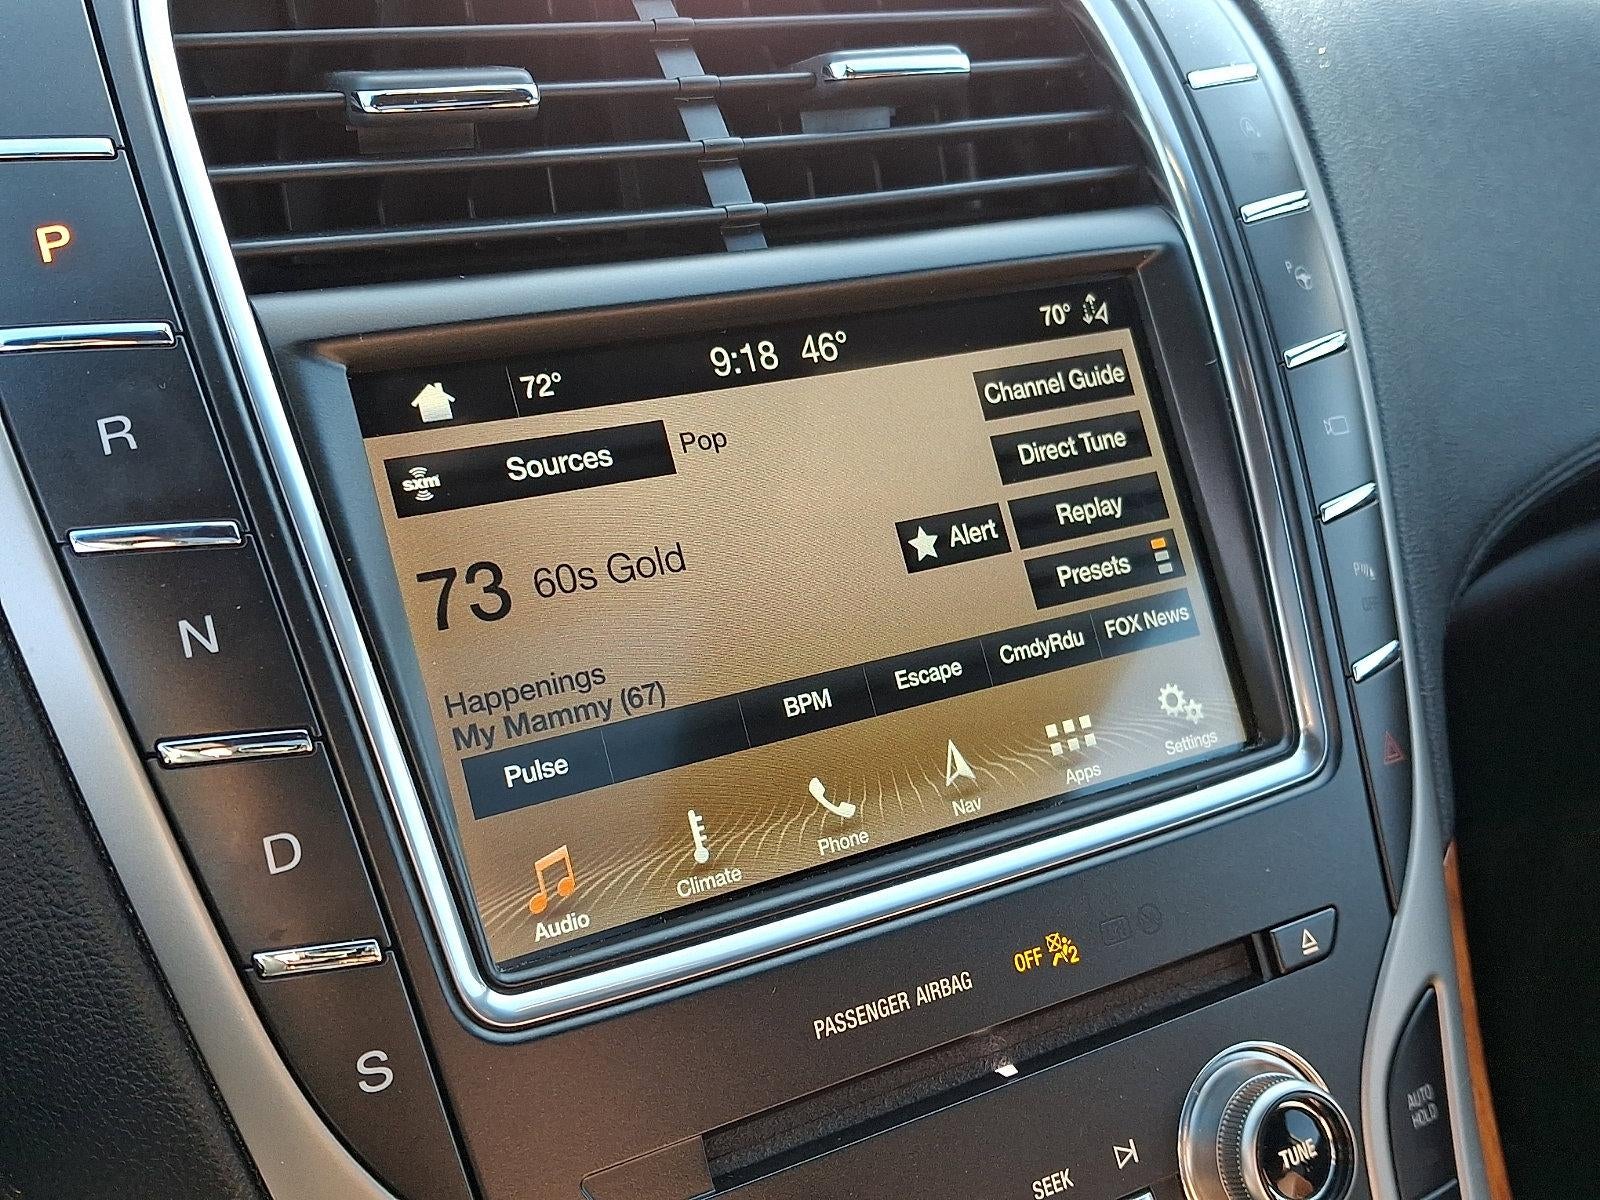 P
R
N
D
S
72°
9:18 46°
70°
sxm Sources
Pop
Channel Guide
Direct Tune
Replay
Alert
Presets
73 60s Gold
Happenings
My Mammy (67)
Pulse
BPM
Escape
CmdyRdu
FOX News
Audio
Climate
Phone
Nav
Apps
Settings
PASSENGER AIRBAG
OFF
2
SEEK
TUNE
AUTO
HOLD
P